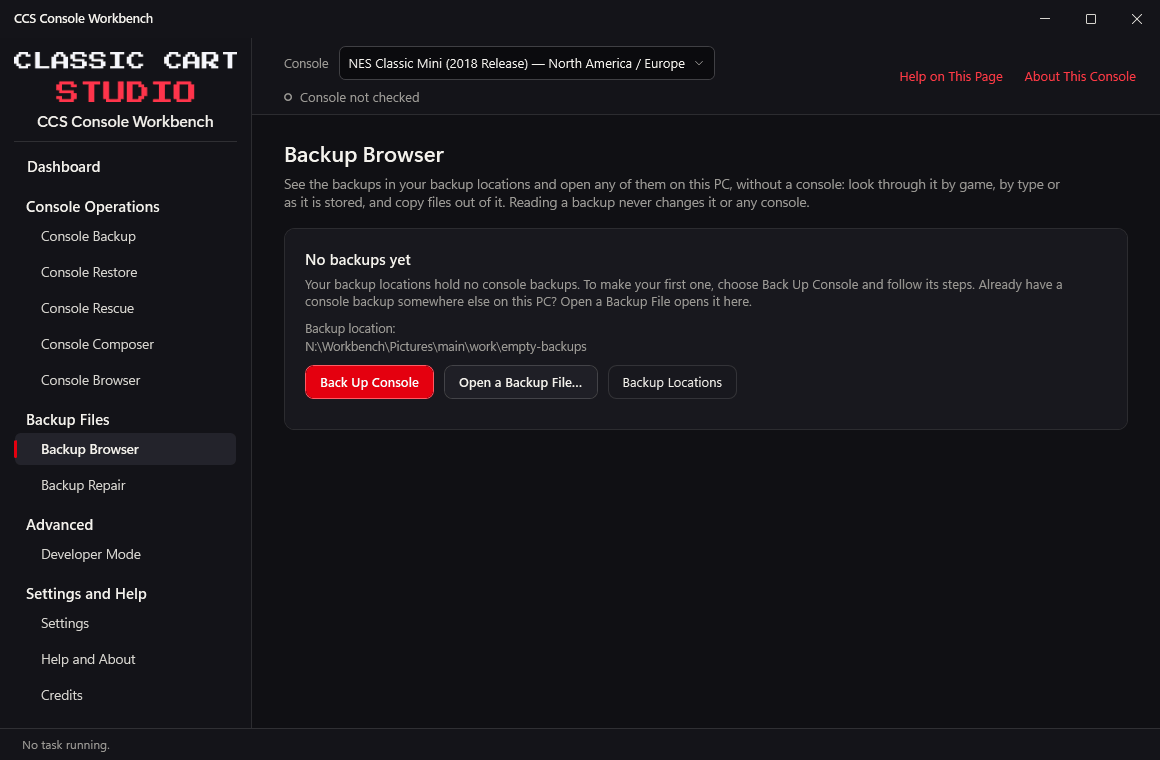 CCS Console Workbench
CLASSIC CART
STUDIO
CCS Console Workbench
Dashboard
Console Operations
Console Backup
Console Restore
Console Rescue
Console Composer
Console Browser
Backup Files
Backup Browser
Backup Repair
Advanced
Developer Mode
Settings and Help
Settings
Help and About
Credits
Console
NES Classic Mini (2018 Release) — North America / Europe
Console not checked
Help on This Page
About This Console
Backup Browser
See the backups in your backup locations and open any of them on this PC, without a console: look through it by game, by type or
as it is stored, and copy files out of it. Reading a backup never changes it or any console.
No backups yet
Your backup locations hold no console backups. To make your first one, choose Back Up Console and follow its steps. Already have a
console backup somewhere else on this PC? Open a Backup File opens it here.
Backup location:
N:\Workbench\Pictures\main\work\empty-backups
Back Up Console
Open a Backup File...
Backup Locations
No task running.